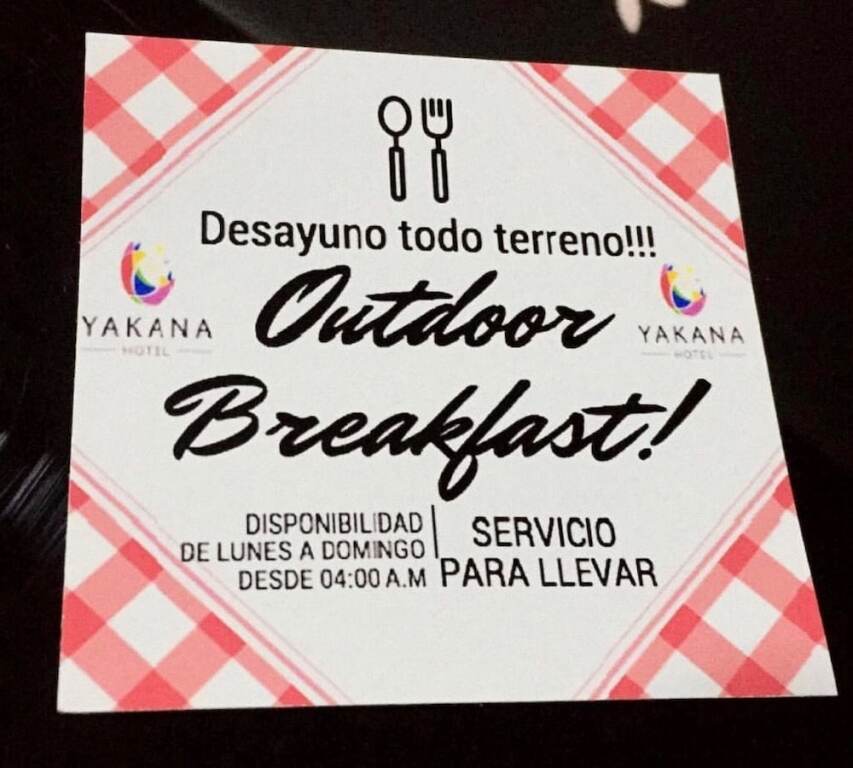 Desayuno todo terreno!!!
YAKANA
HOTEL
Outdoor
YAKANA
HOTEL
Breakfast!
DISPONIBILIDAD
DE LUNES A DOMINGO
DESDE 04:00 A.M
SERVICIO
PARA LLEVAR